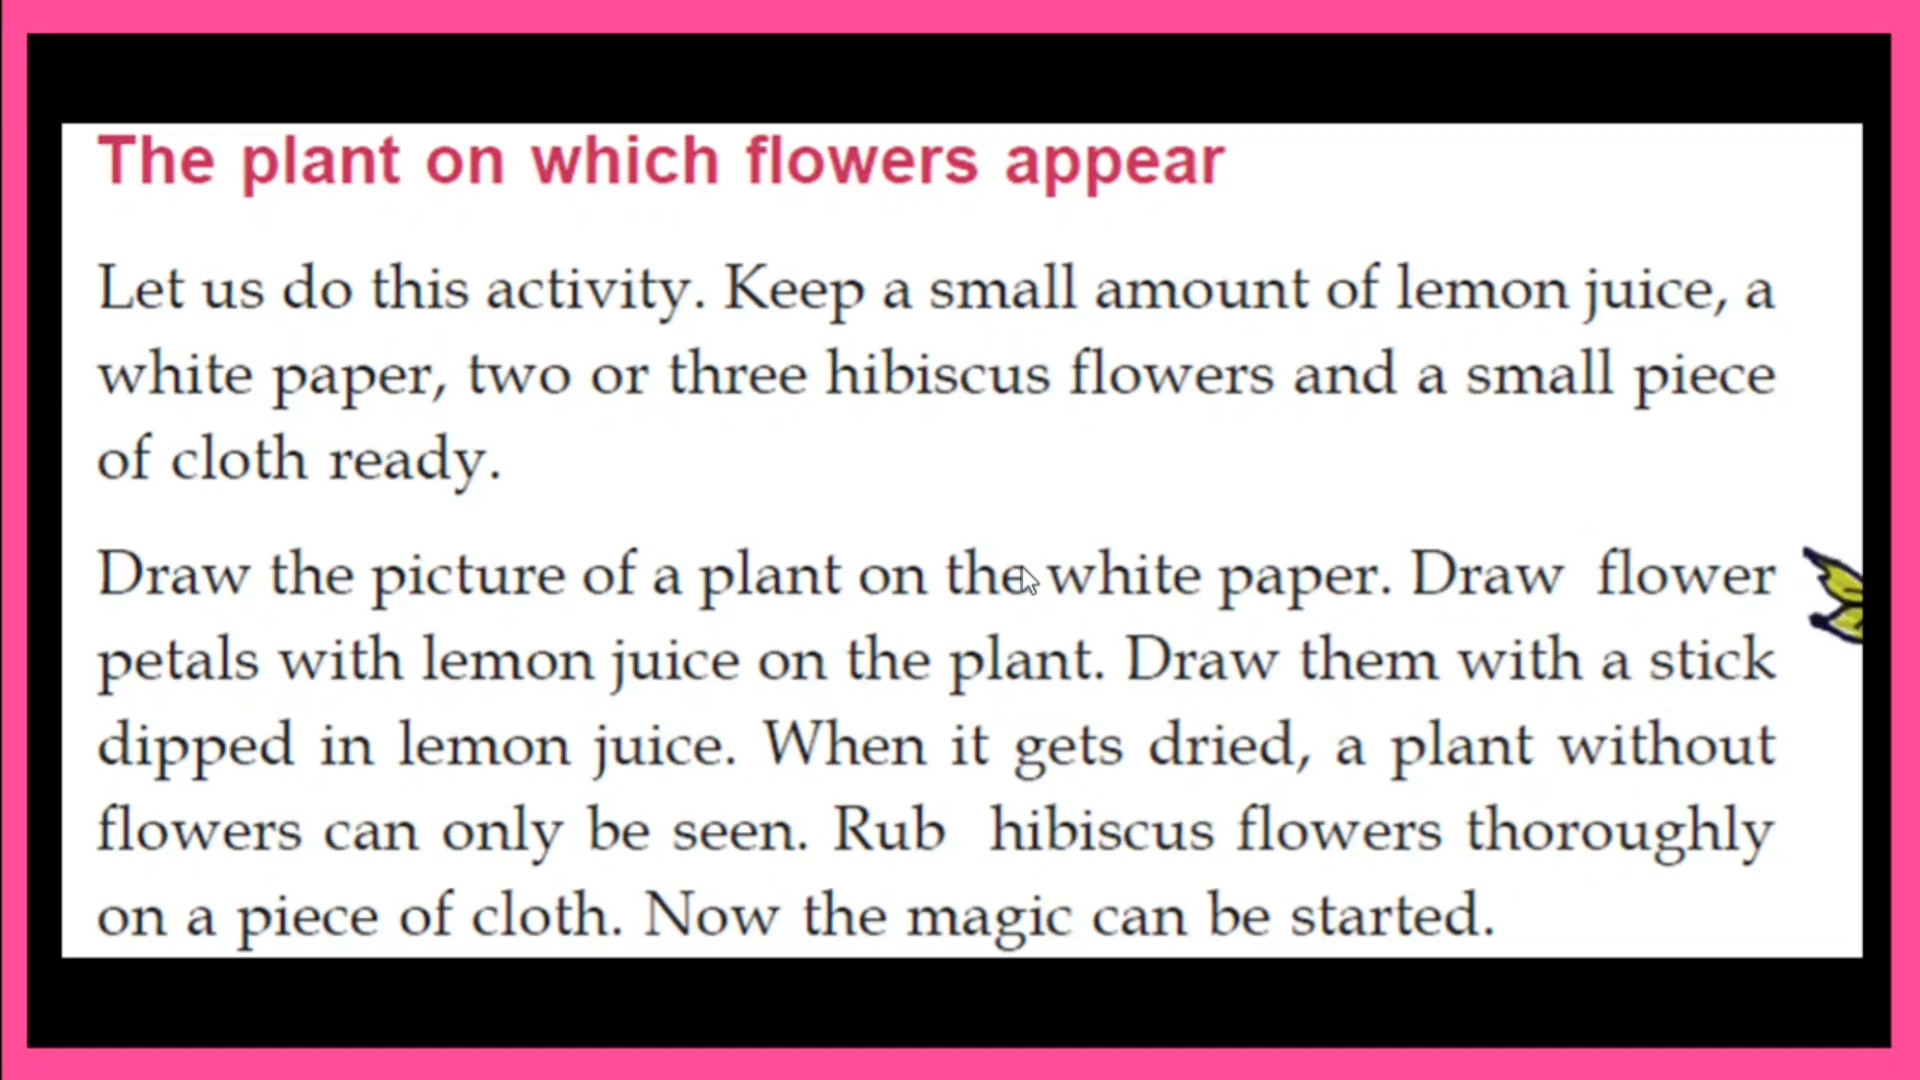 The plant on which flowers appear
Let us do this activity. Keep a small amount of lemon juice, a
white paper, two or three hibiscus flowers and a small piece
of cloth ready.
Draw the picture of a plant on the white paper. Draw flower
petals with lemon juice on the plant. Draw them with a stick
dipped in lemon juice. When it gets dried, a plant without
flowers can only be seen. Rub hibiscus flowers thoroughly
on a piece of cloth. Now the magic can be started.